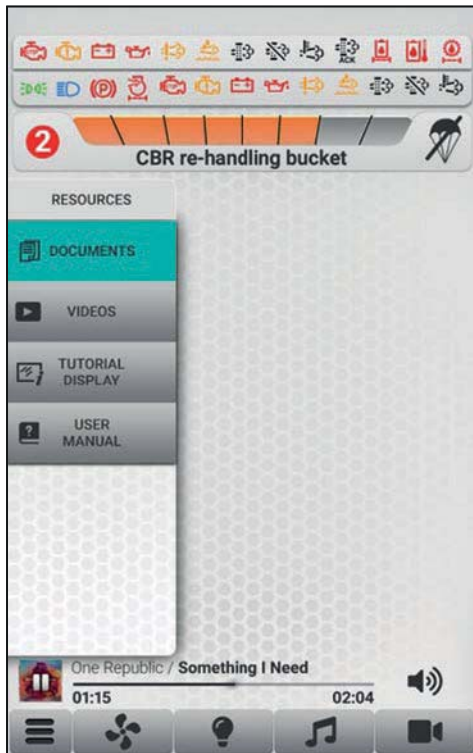 ACK
2
CBR re-handling bucket
RESOURCES
DOCUMENTS
VIDEOS
TUTORIAL
DISPLAY
USER
MANUAL
One Republic / Something I Need
01:15 02:04